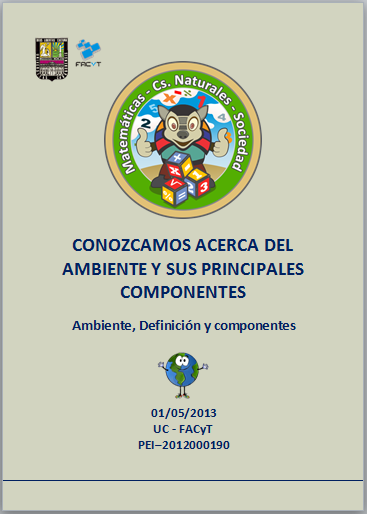 FACYT
Matemáticas - Cs. Naturales - Sociedad
CONOZCAMOS ACERCA DEL
AMBIENTE Y SUS PRINCIPALES
COMPONENTES
Ambiente, Definición y componentes
01/05/2013
UC - FACyT
PEI–2012000190